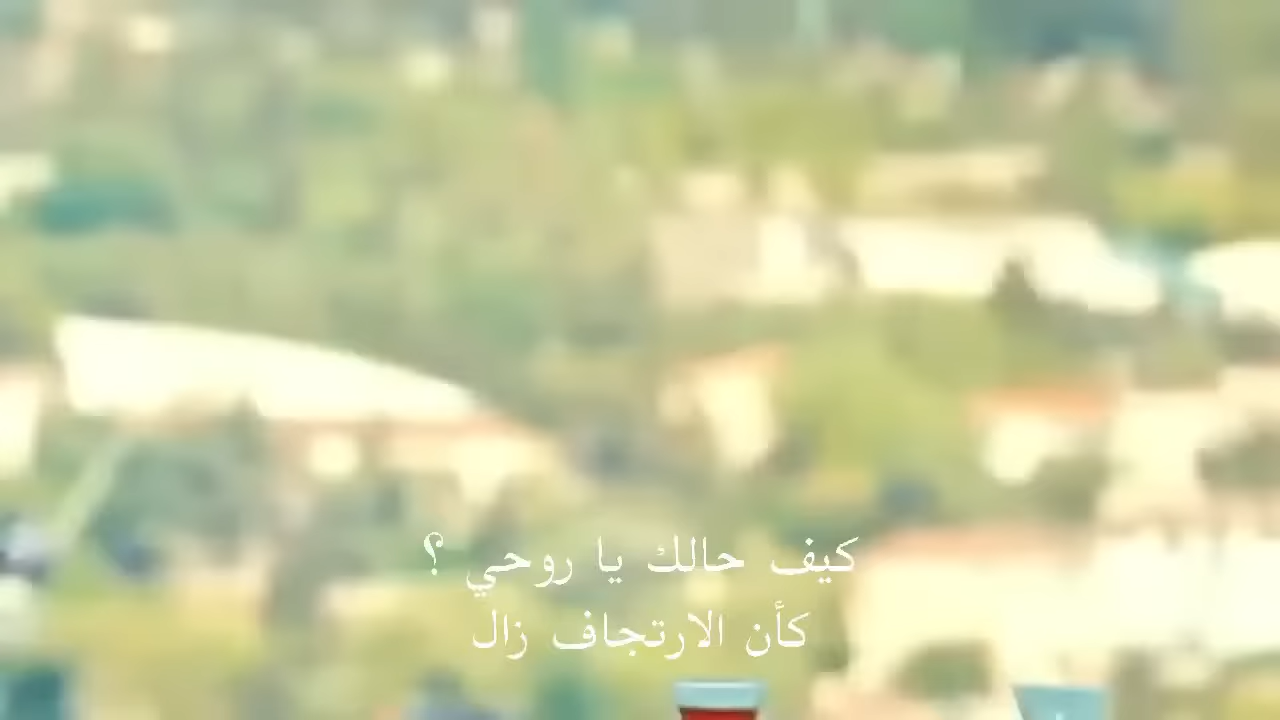 كيف حالك يا روحي ؟
كأن الارتجاف زال